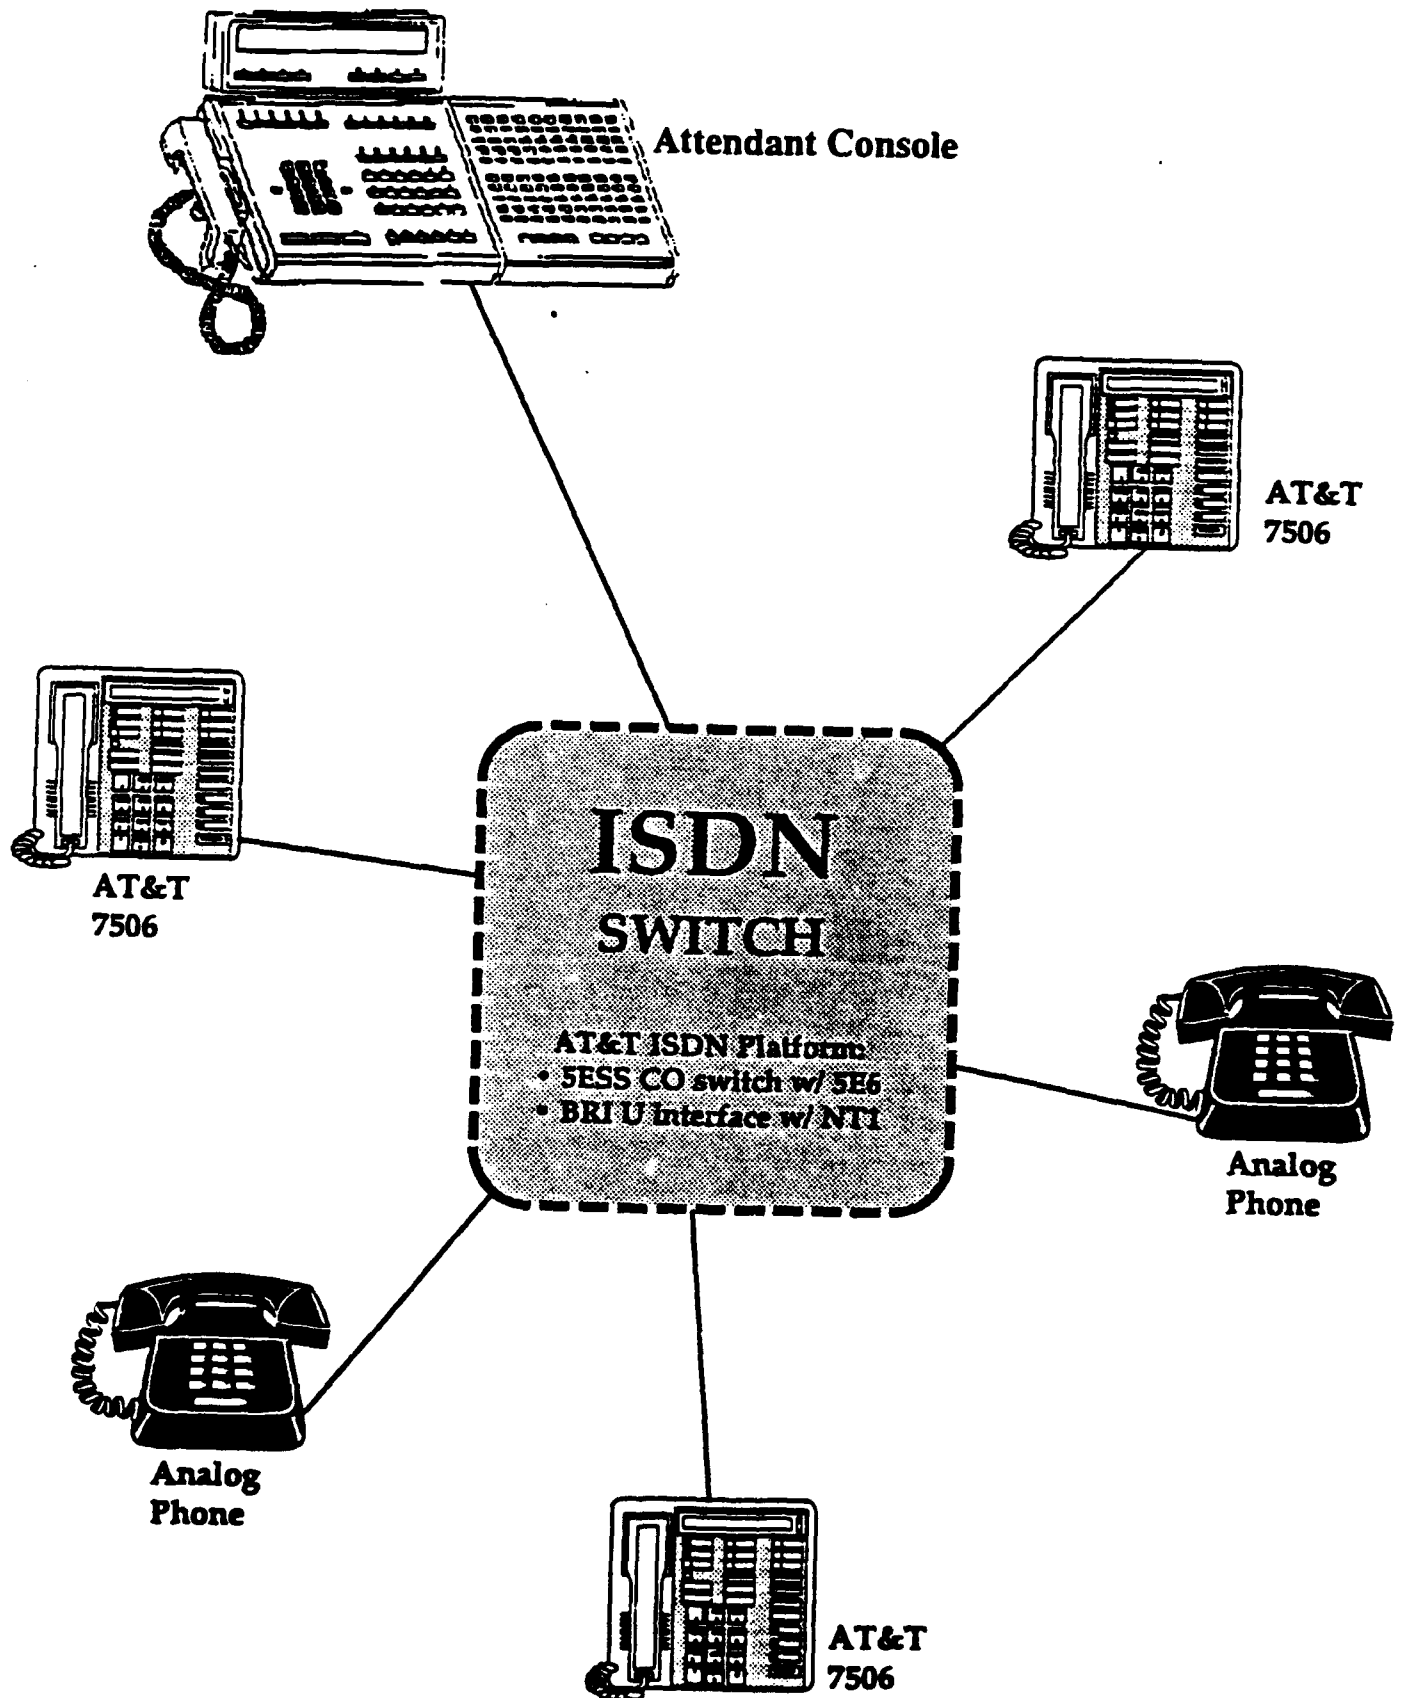 Attendant Console
AT&T
7506
AT&T
7506
ISDN
SWITCH
AT&T ISDN Platform:
• 5ESS CO switch w/ 5E6
• BRI U Interface w/ NT1
Analog
Phone
Analog
Phone
AT&T
7506